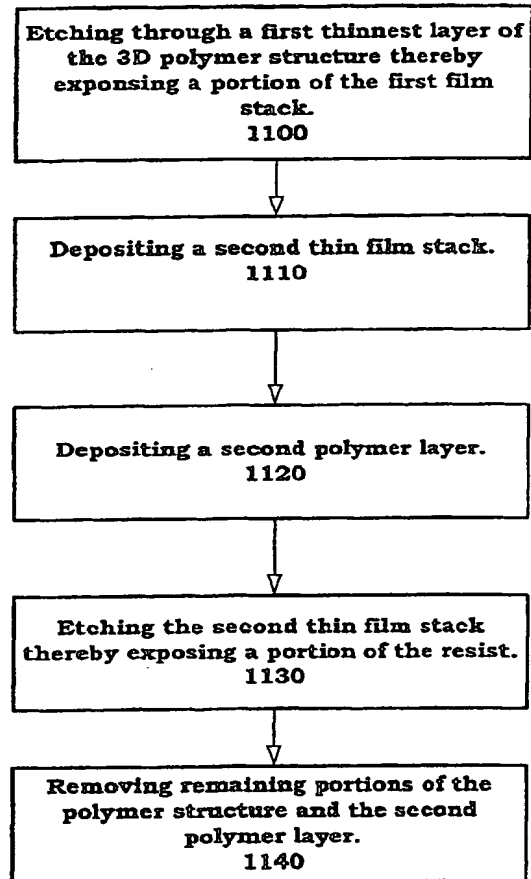 Etching through a first thinnest layer of
the 3D polymer structure thereby
exponsing a portion of the first film
stack.
1100
Depositing a second thin film stack.
1110
Depositing a second polymer layer.
1120
Etching the second thin film stack
thereby exposing a portion of the resist.
1130
Removing remaining portions of the
polymer structure and the second
polymer layer.
1140